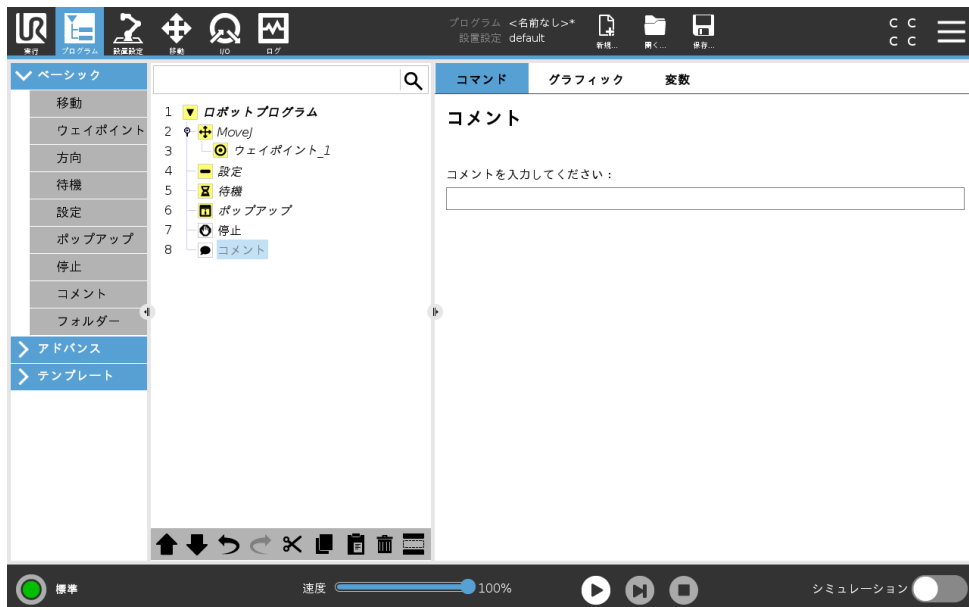 UR
実行
プログラム
設置設定
移動
I/O
ログ
プログラム <名前なし>*
設置設定 default
新規...
開く...
保存...
C C
C C
ベーシック
移動
ウェイポイント
方向
待機
設定
ポップアップ
停止
コメント
フォルダー
アドバンス
テンプレート
1 ロボットプログラム
2 MoveJ
3 ウェイポイント_1
4 設定
5 待機
6 ポップアップ
7 停止
8 コメント
コマンド グラフィック 変数
コメント
コメントを入力してください:
標準
速度 100%
シミュレーション